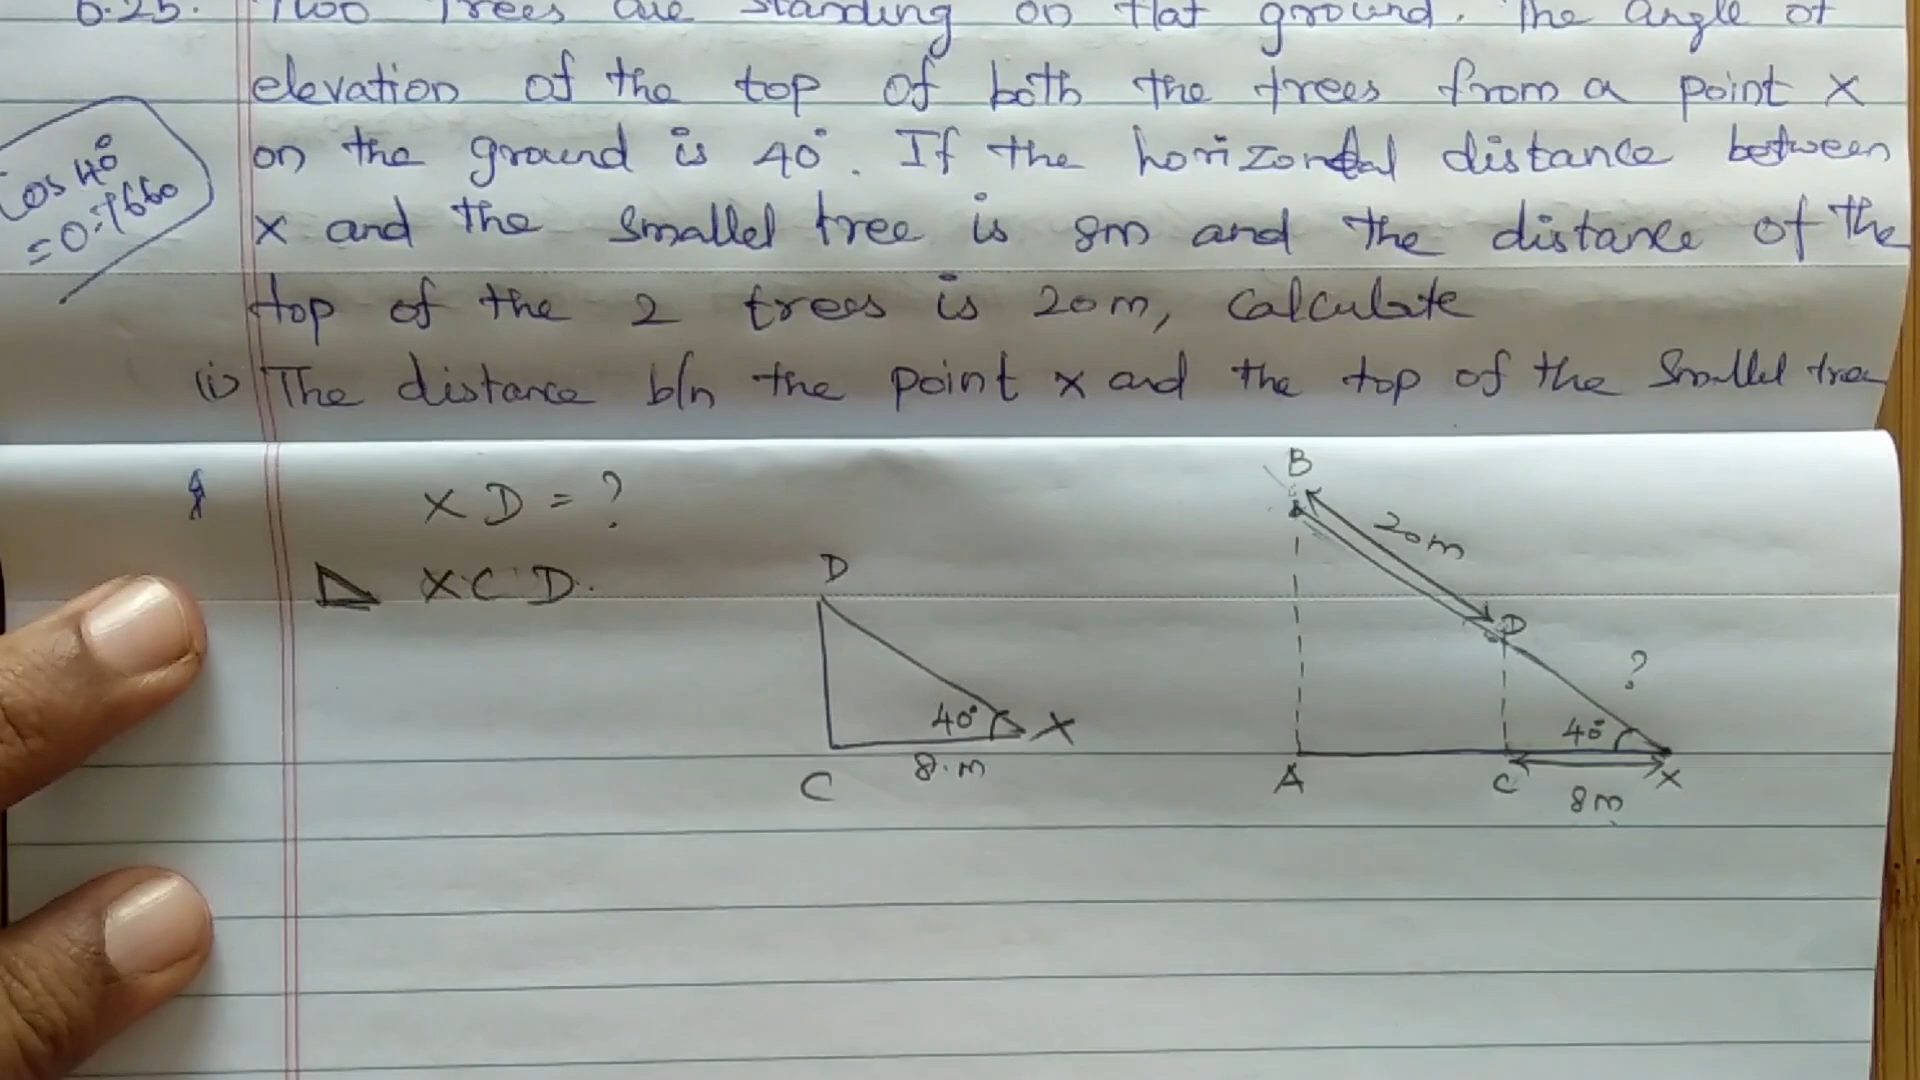 6.25. Two Trees are standing on flat ground. The angle of
elevation of the top of both the trees from a point X
on the ground is 40°. If the horizontal distance between
X and the smaller tree is 8m and the distance of the
top of the 2 trees is 20m, calculate
(i) The distance b/n the point X and the top of the smaller tree
Cos 40°
= 0.7660
XD = ?
XCD.
D
40°
X
8.m
C
B
20m
D
?
40°
A
C
X
8m